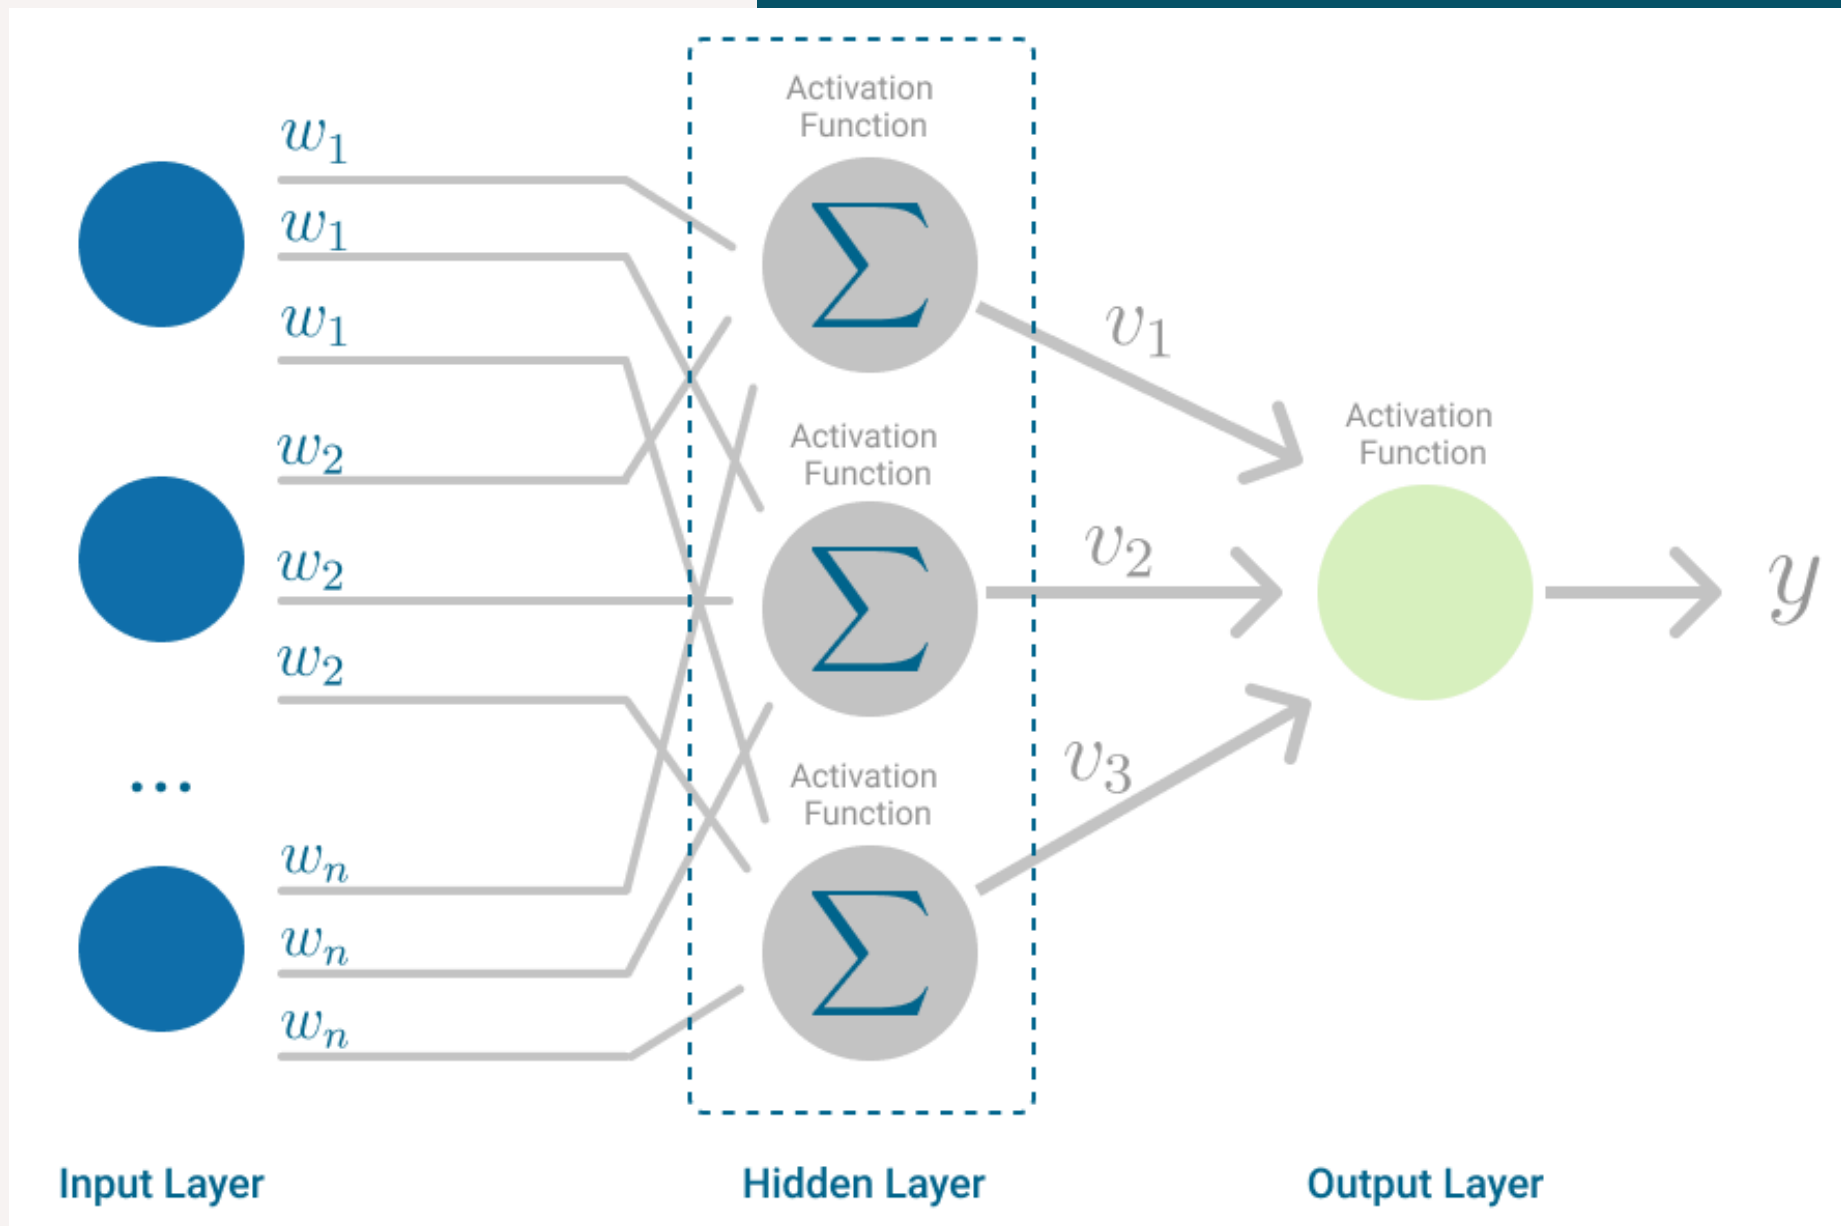 Activation
Function
w1
w1
w1
w2
w2
w2
...
wn
wn
wn
Σ
Activation
Function
Σ
Activation
Function
Σ
v1
v2
v3
Activation
Function
y
Input Layer
Hidden Layer
Output Layer